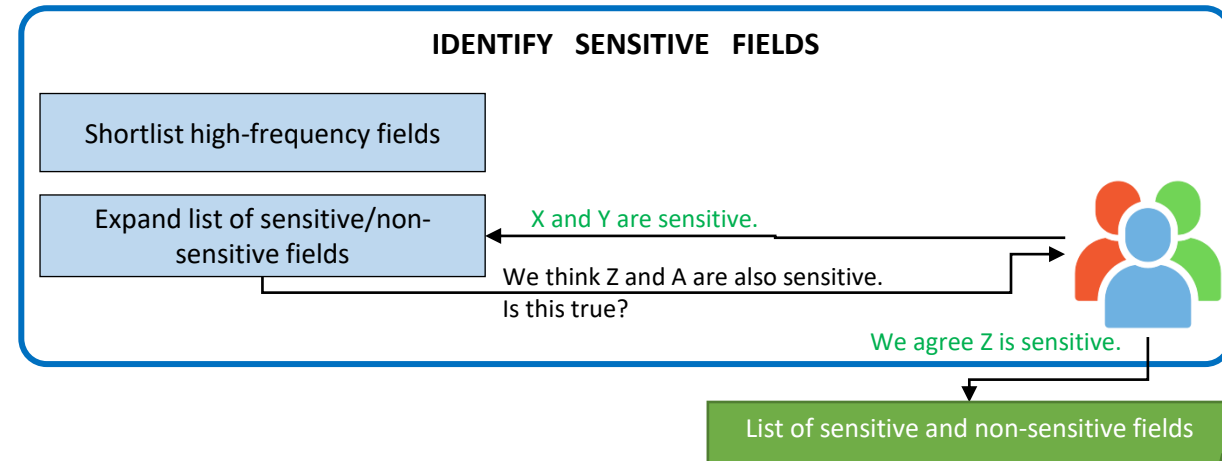 IDENTIFY SENSITIVE FIELDS
Shortlist high-frequency fields
Expand list of sensitive/non-
sensitive fields
X and Y are sensitive.
We think Z and A are also sensitive.
Is this true?
We agree Z is sensitive.
List of sensitive and non-sensitive fields